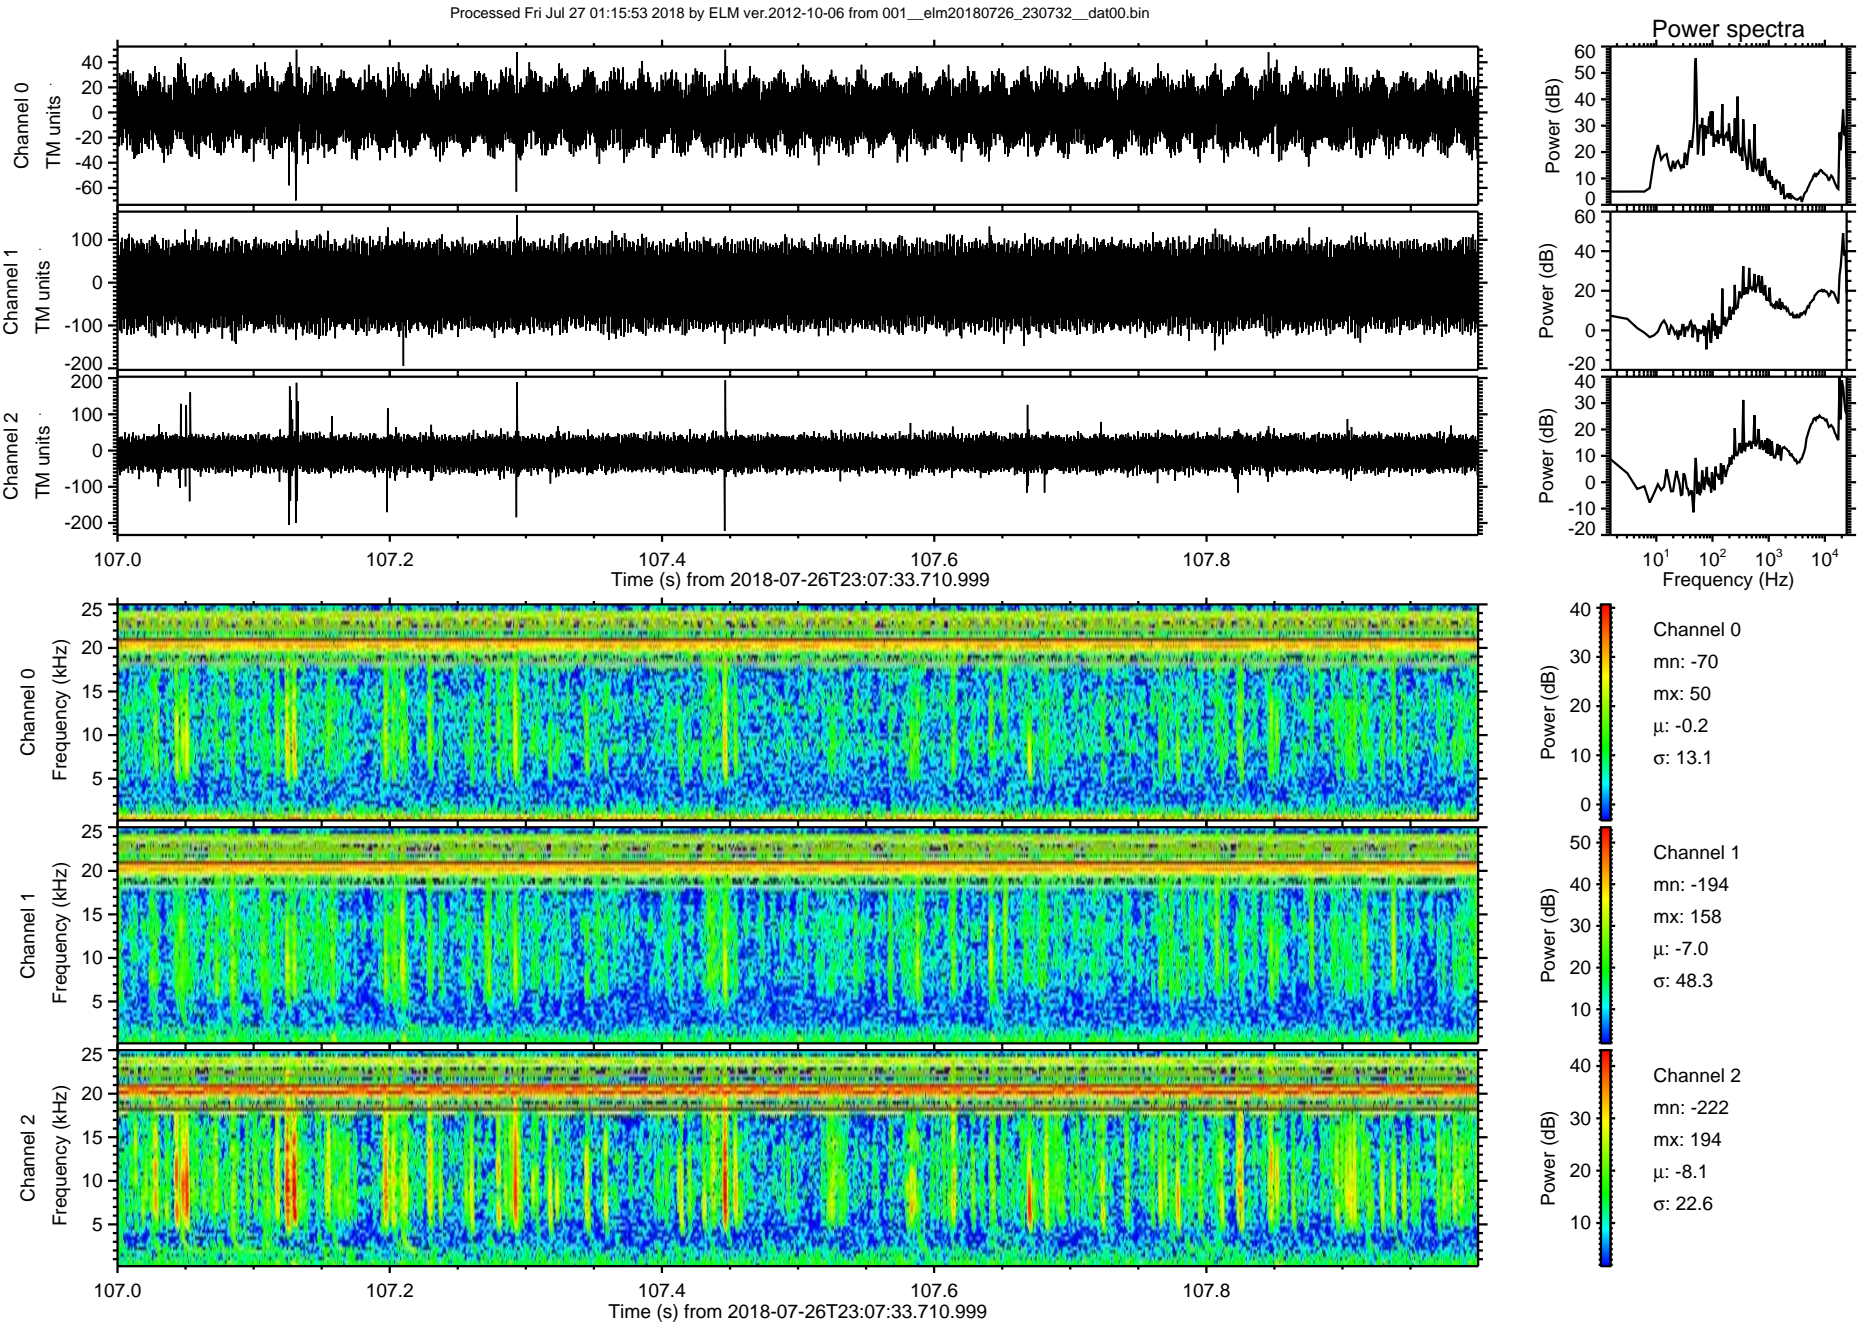 Processed Fri Jul 27 01:15:53 2018 by ELM ver.2012-10-06 from 001__elm20180726_230732__dat00.bin
Power spectra
Channel 0
TM units
40
20
0
-20
-40
-60
Power (dB)
60
50
40
30
20
10
0
Channel 1
TM units
100
0
-100
-200
Power (dB)
60
40
20
0
-20
Channel 2
TM units
200
100
0
-100
-200
Power (dB)
40
30
20
10
0
-10
-20
107.0 107.2 107.4 107.6 107.8
Time (s) from 2018-07-26T23:07:33.710.999
10¹ 10² 10³ 10⁴
Frequency (Hz)
Channel 0
Frequency (kHz)
25
20
15
10
5
Power (dB)
40
30
20
10
0
Channel 0
mn: -70
mx: 50
μ: -0.2
σ: 13.1
Channel 1
Frequency (kHz)
25
20
15
10
5
Power (dB)
50
40
30
20
10
Channel 1
mn: -194
mx: 158
μ: -7.0
σ: 48.3
Channel 2
Frequency (kHz)
25
20
15
10
5
Power (dB)
40
30
20
10
Channel 2
mn: -222
mx: 194
μ: -8.1
σ: 22.6
107.0 107.2 107.4 107.6 107.8
Time (s) from 2018-07-26T23:07:33.710.999